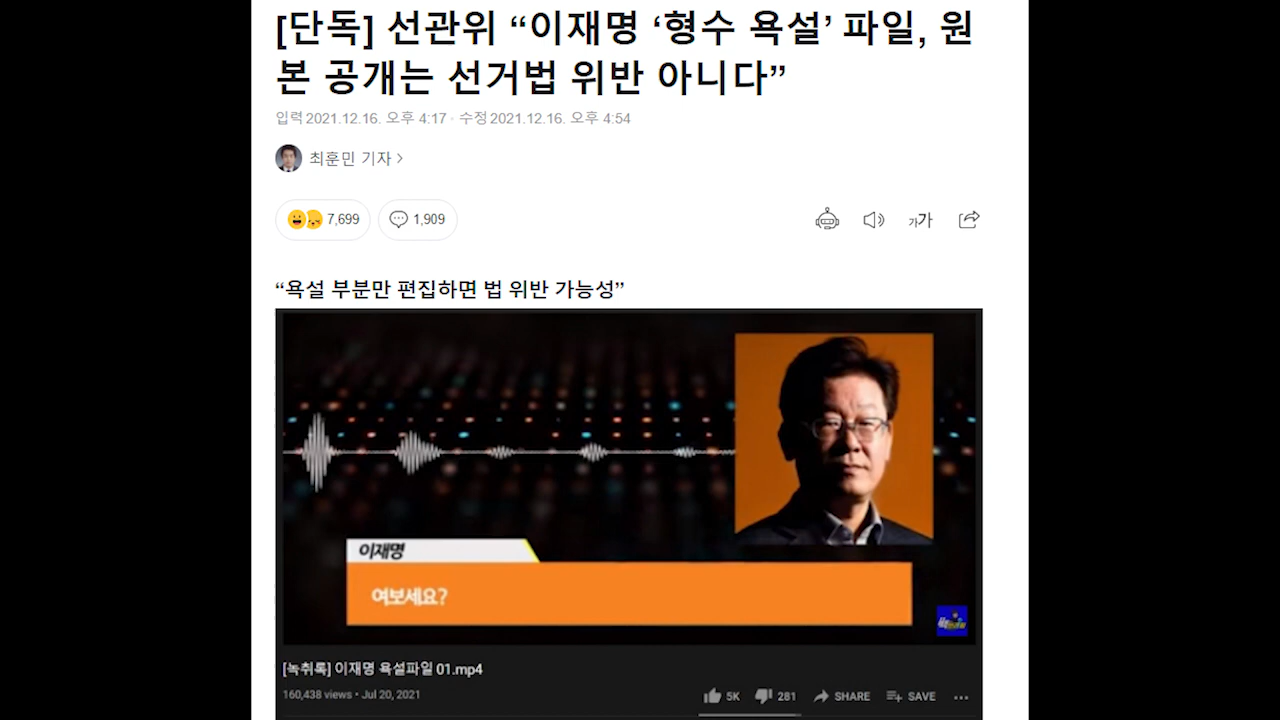 [단독] 선관위 “이재명 ‘형수 욕설’ 파일, 원
본 공개는 선거법 위반 아니다”
입력 2021.12.16. 오후 4:17 · 수정 2021.12.16. 오후 4:54
최훈민 기자 >
7,699
1,909
가가
“욕설 부분만 편집하면 법 위반 가능성”
이재명
여보세요?
[녹취록] 이재명 욕설파일 01.mp4
160,438 views • Jul 20, 2021
5K
281
SHARE
SAVE